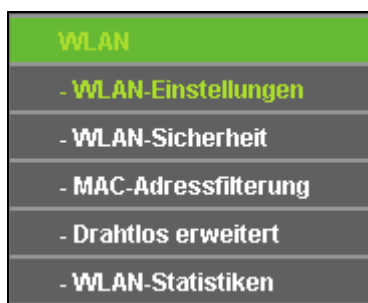 WLAN
- WLAN-Einstellungen
- WLAN-Sicherheit
- MAC-Adressfilterung
- Drahtlos erweitert
- WLAN-Statistiken